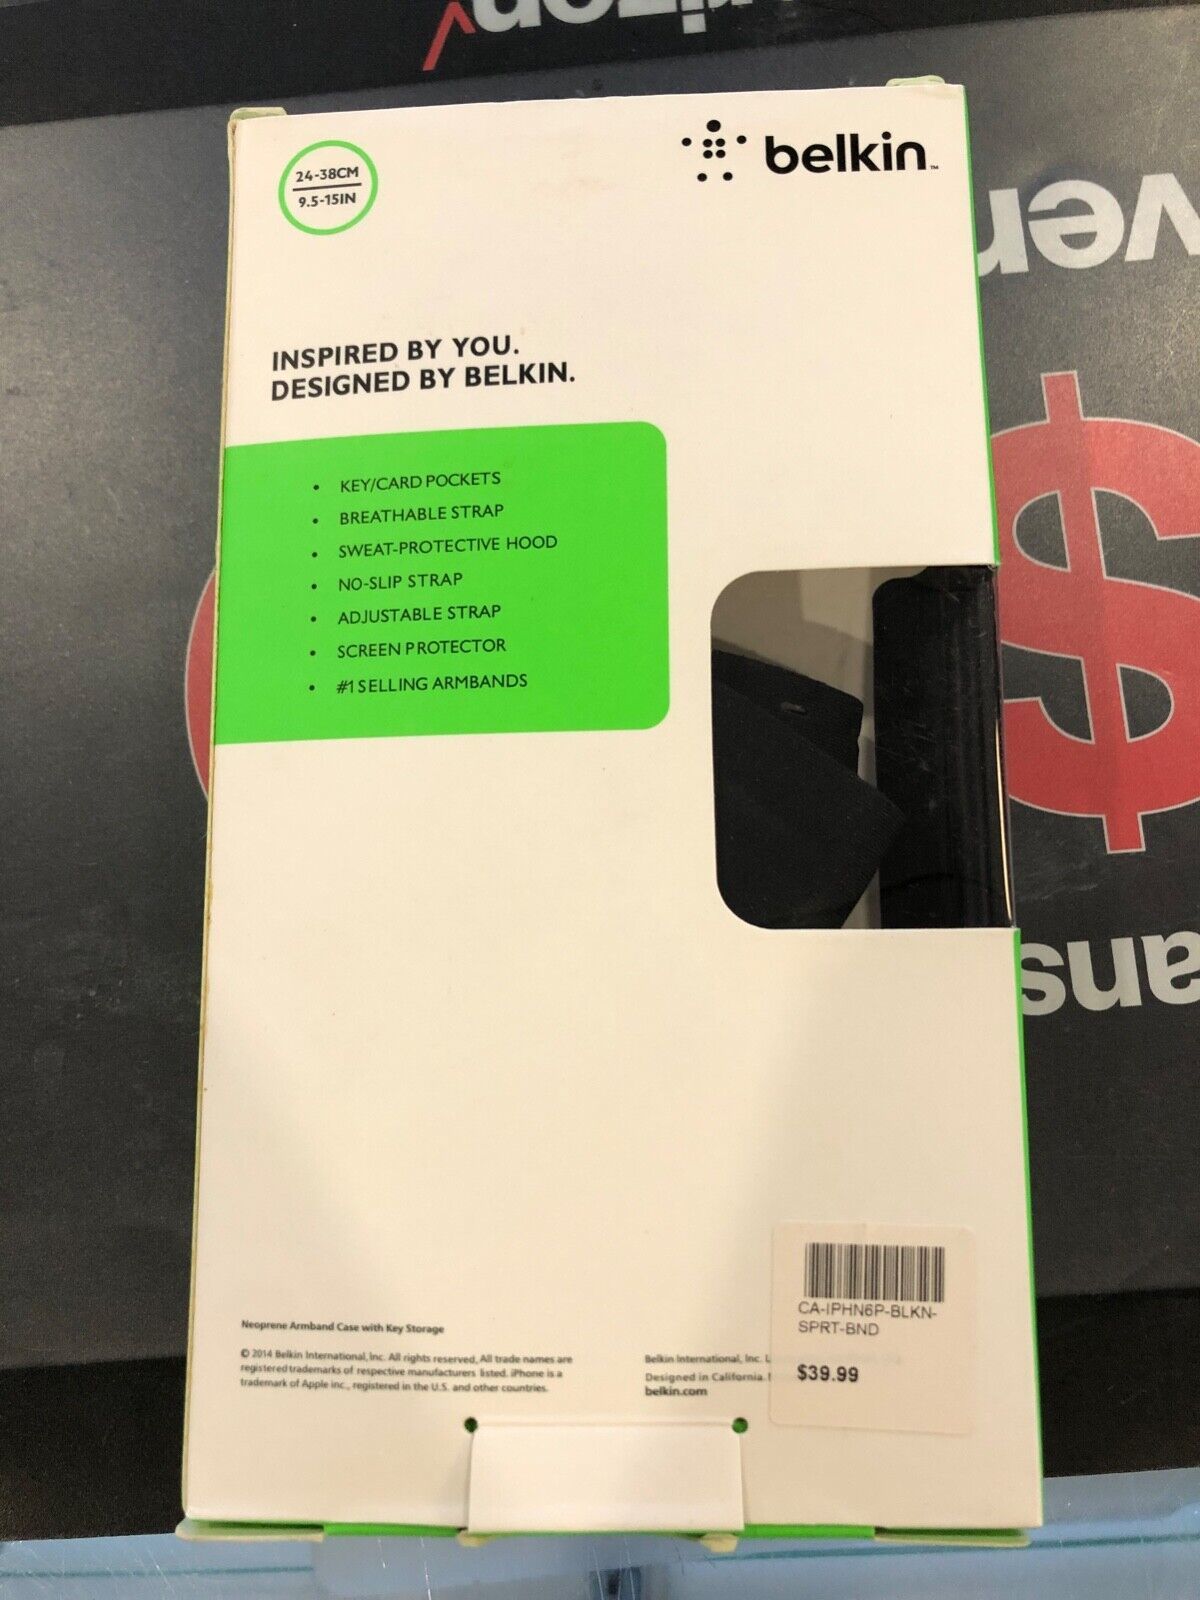 verizon
24-38CM
9.5-15IN
belkin™
INSPIRED BY YOU.
DESIGNED BY BELKIN.
• KEY/CARD POCKETS
• BREATHABLE STRAP
• SWEAT-PROTECTIVE HOOD
• NO-SLIP STRAP
• ADJUSTABLE STRAP
• SCREEN PROTECTOR
• #1 SELLING ARMBANDS
$
Neoprene Armband Case with Key Storage
© 2014 Belkin International, Inc. All rights reserved, All trade names are
registered trademarks of respective manufacturers listed. iPhone is a
trademark of Apple inc., registered in the U.S. and other countries.
Belkin International, Inc.
Designed in California.
belkin.com
CA-IPHN6P-BLKN-
SPRT-BND
$39.99